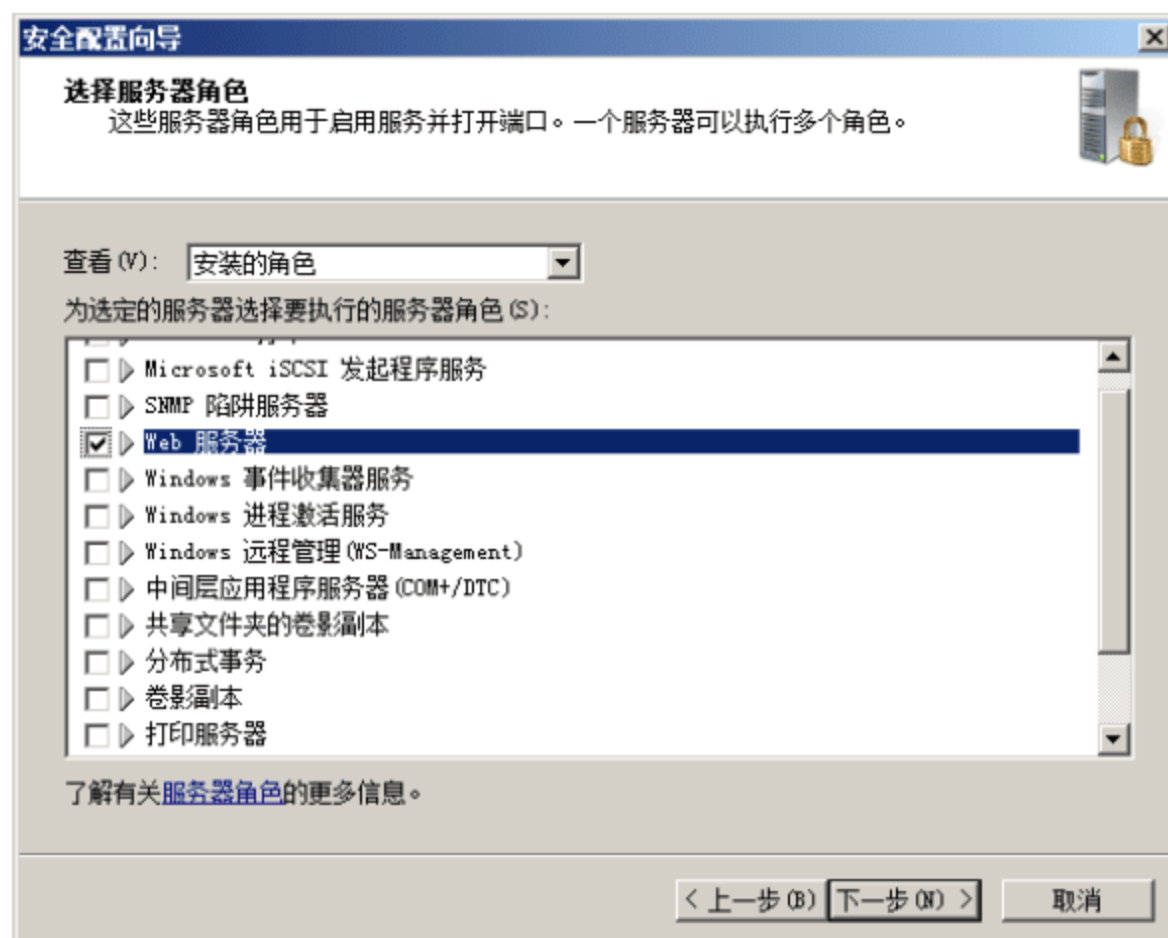 安全配置向导
选择服务器角色
这些服务器角色用于启用服务并打开端口。一个服务器可以执行多个角色。
查看(V): 安装的角色
为选定的服务器选择要执行的服务器角色(S):
Microsoft iSCSI 发起程序服务
SNMP 陷阱服务器
Web 服务器
Windows 事件收集器服务
Windows 进程激活服务
Windows 远程管理(WS-Management)
中间层应用程序服务器(COM+/DTC)
共享文件夹的卷影副本
分布式事务
卷影副本
打印服务器
了解有关服务器角色的更多信息。
< 上一步(B) 下一步(N) > 取消